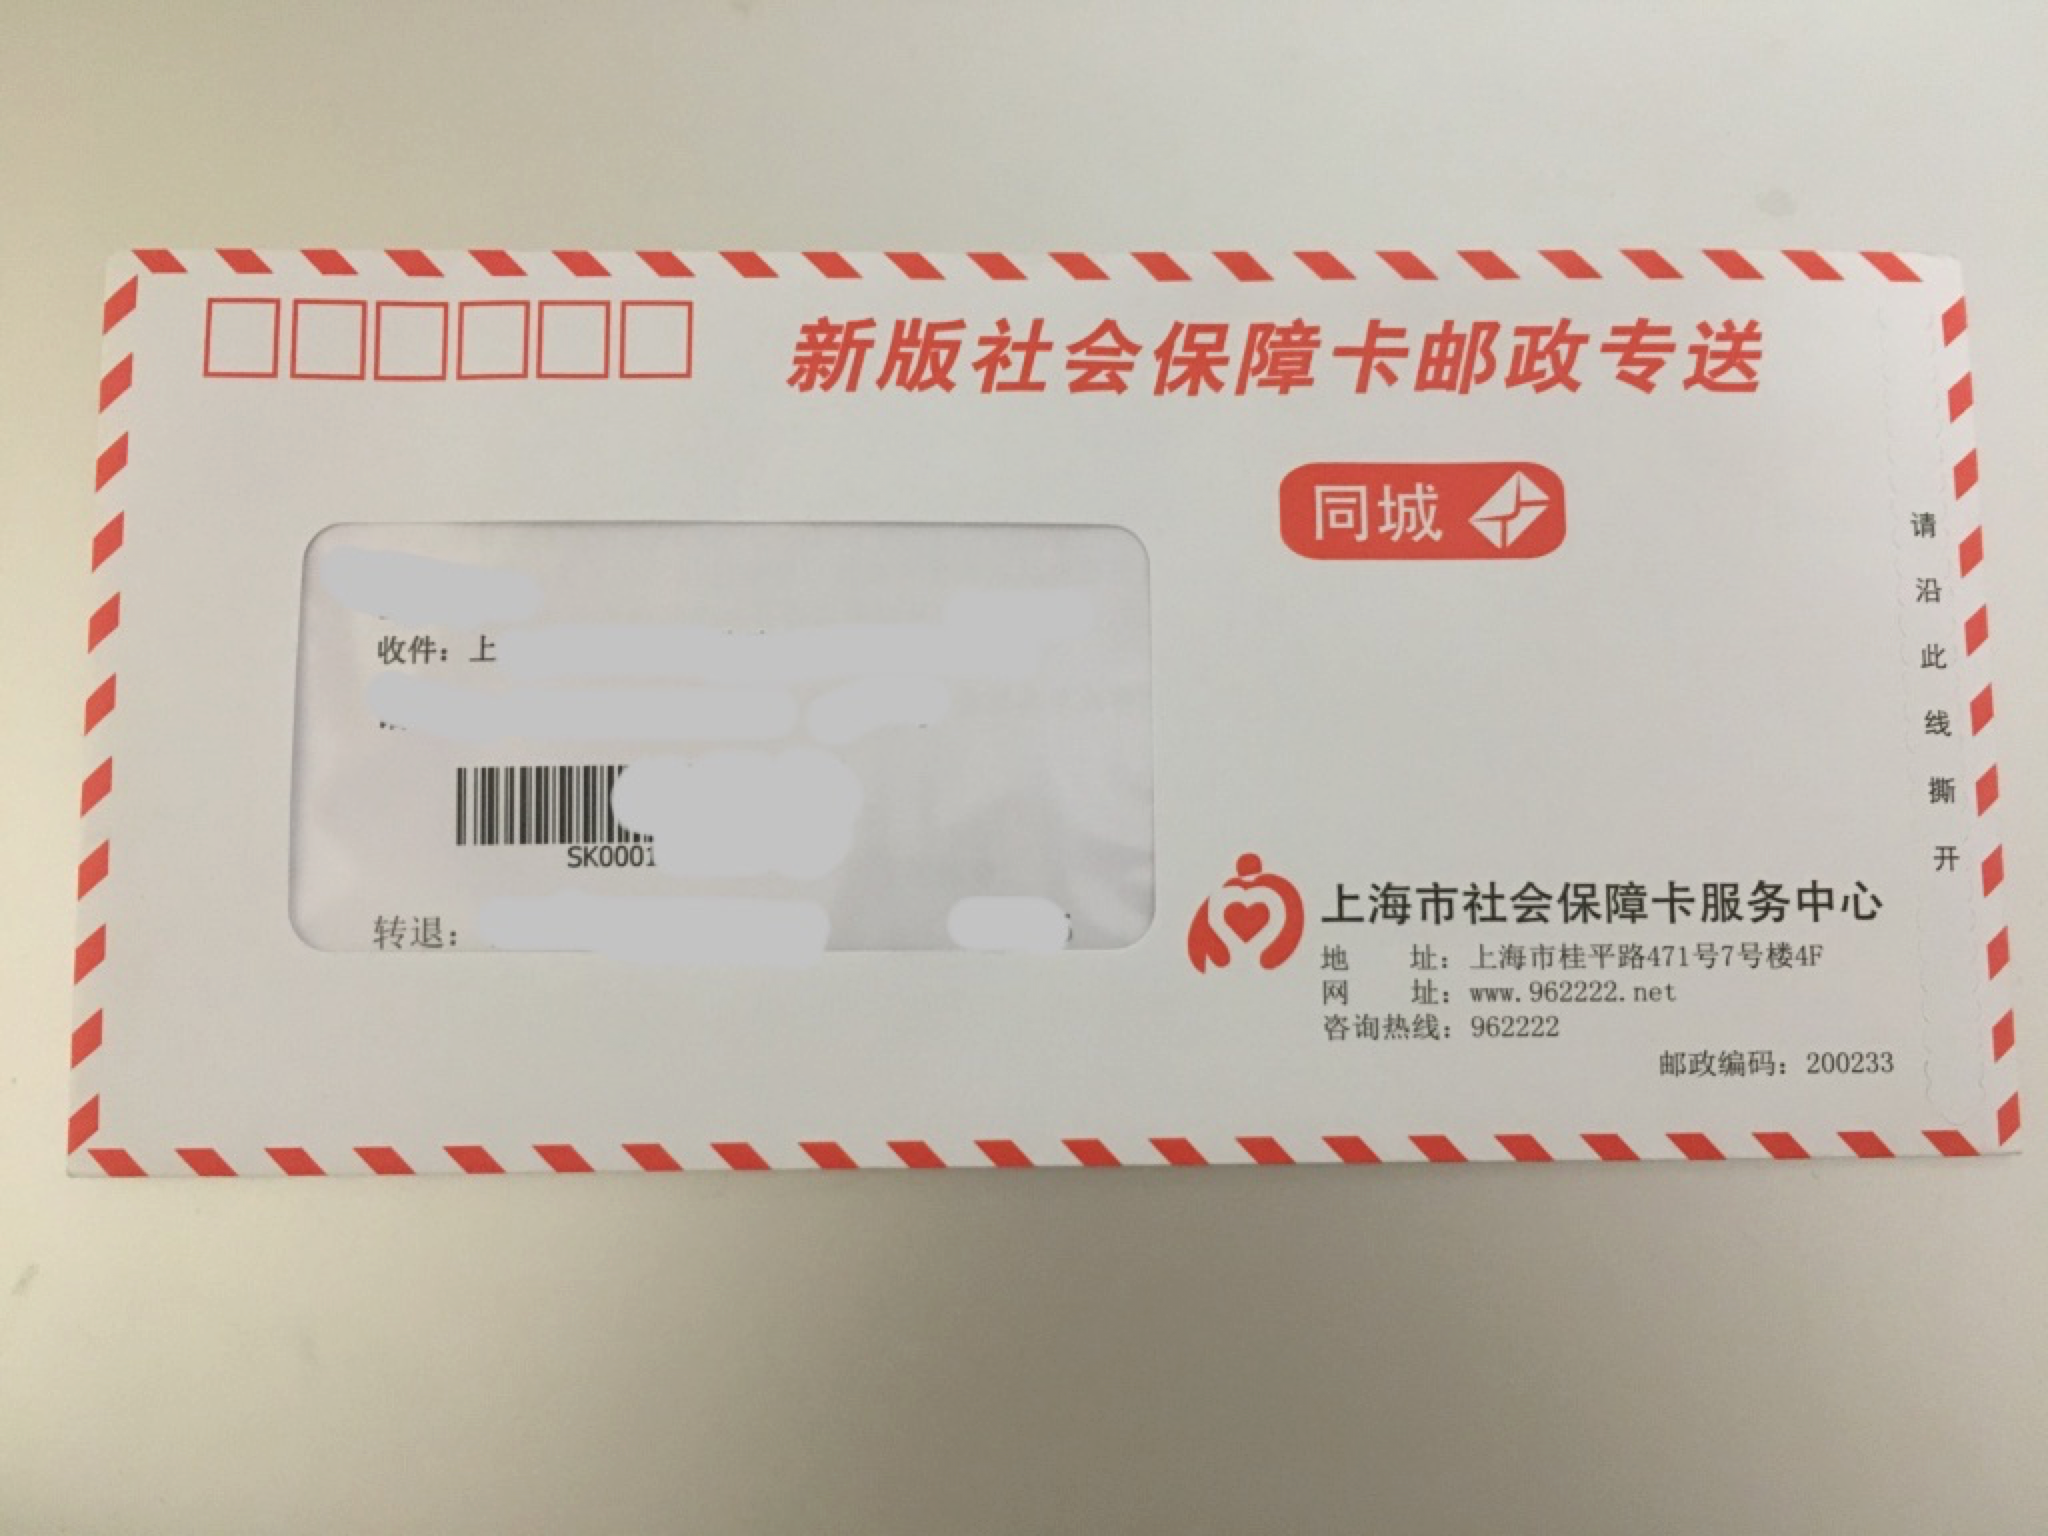 新版社会保障卡邮政专送
同城
收件：上
SK0001
转退：
上海市社会保障卡服务中心
地　　址：上海市桂平路471号7号楼4F
网　　址：www.962222.net
咨询热线：962222
邮政编码：200233
请沿此线撕开